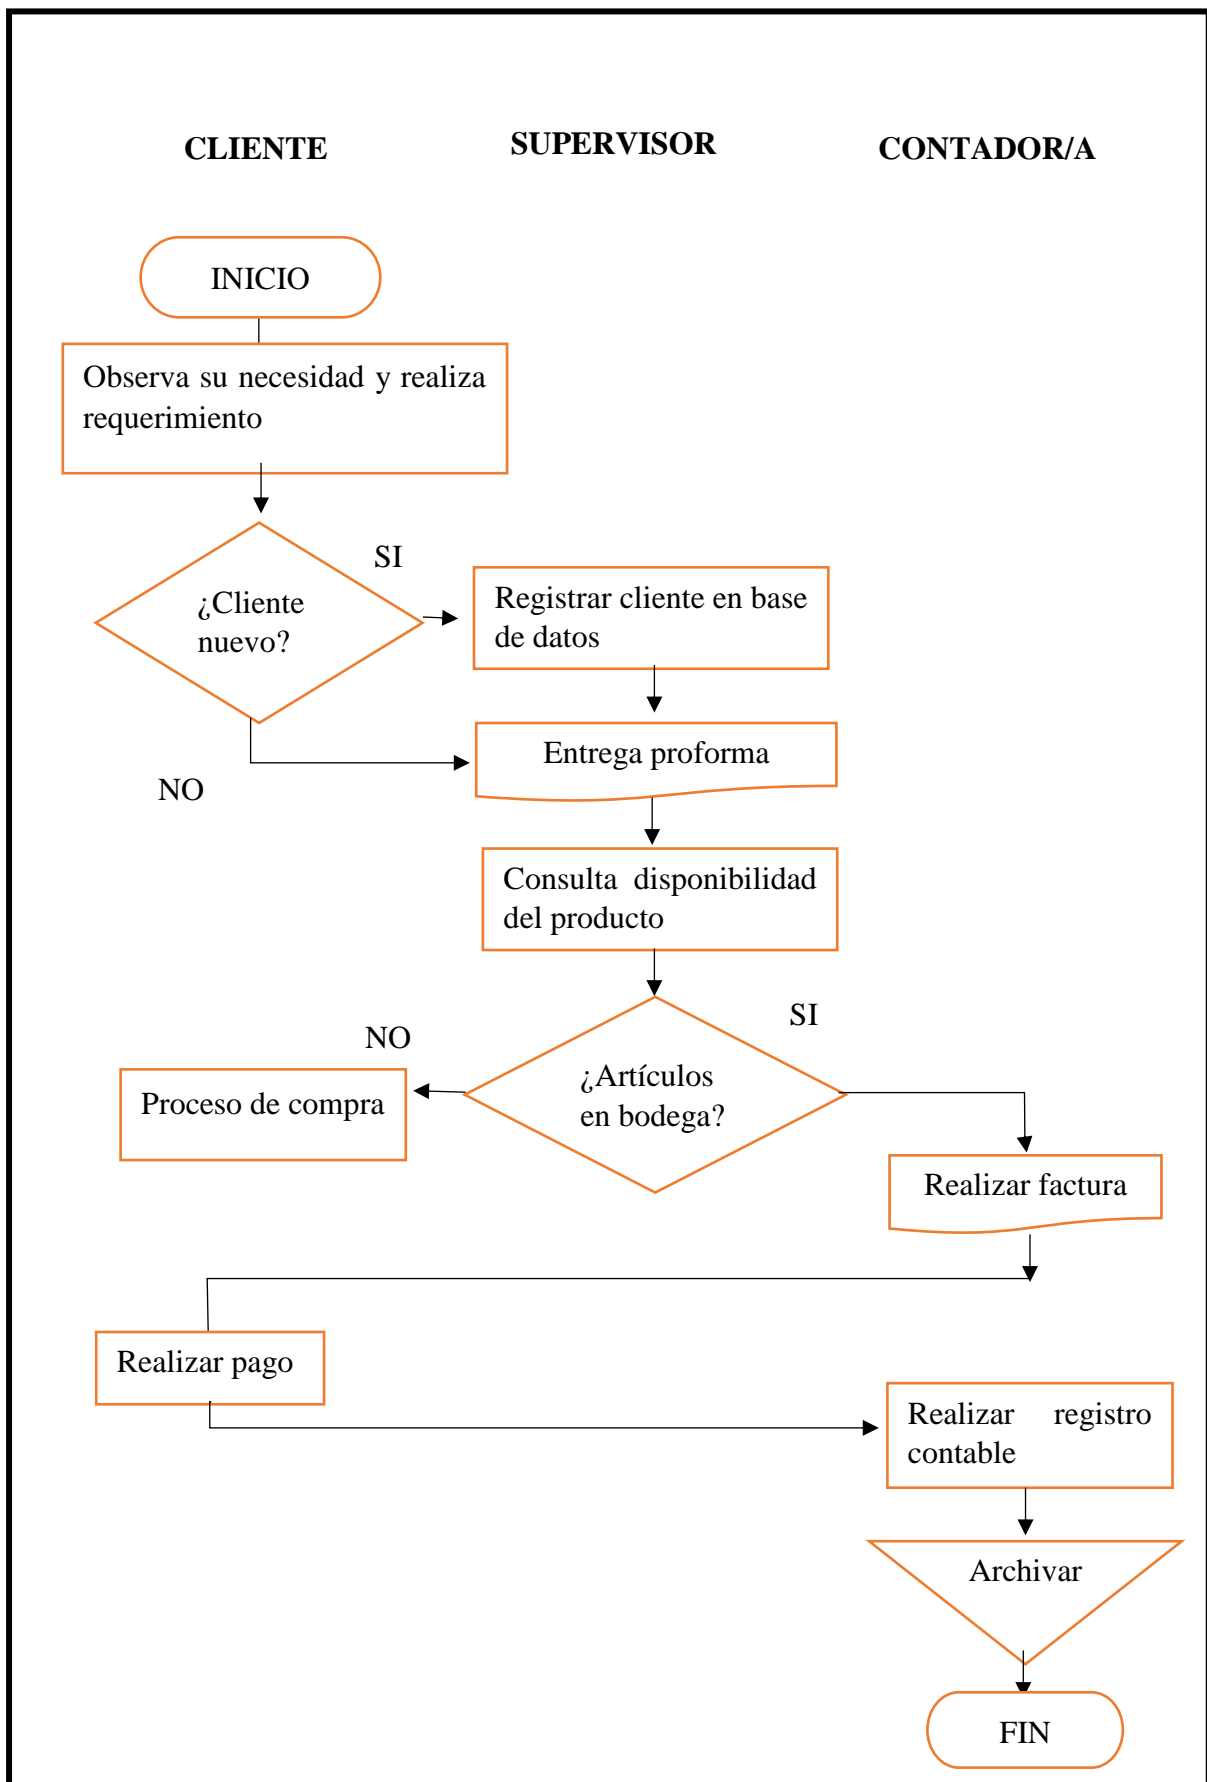 CLIENTE
SUPERVISOR
CONTADOR/A
INICIO
Observa su necesidad y realiza
requerimiento
SI
¿Cliente
nuevo?
Registrar cliente en base
de datos
NO
Entrega proforma
Consulta disponibilidad
del producto
SI
NO
¿Artículos
en bodega?
Proceso de compra
Realizar factura
Realizar pago
Realizar registro
contable
Archivar
FIN